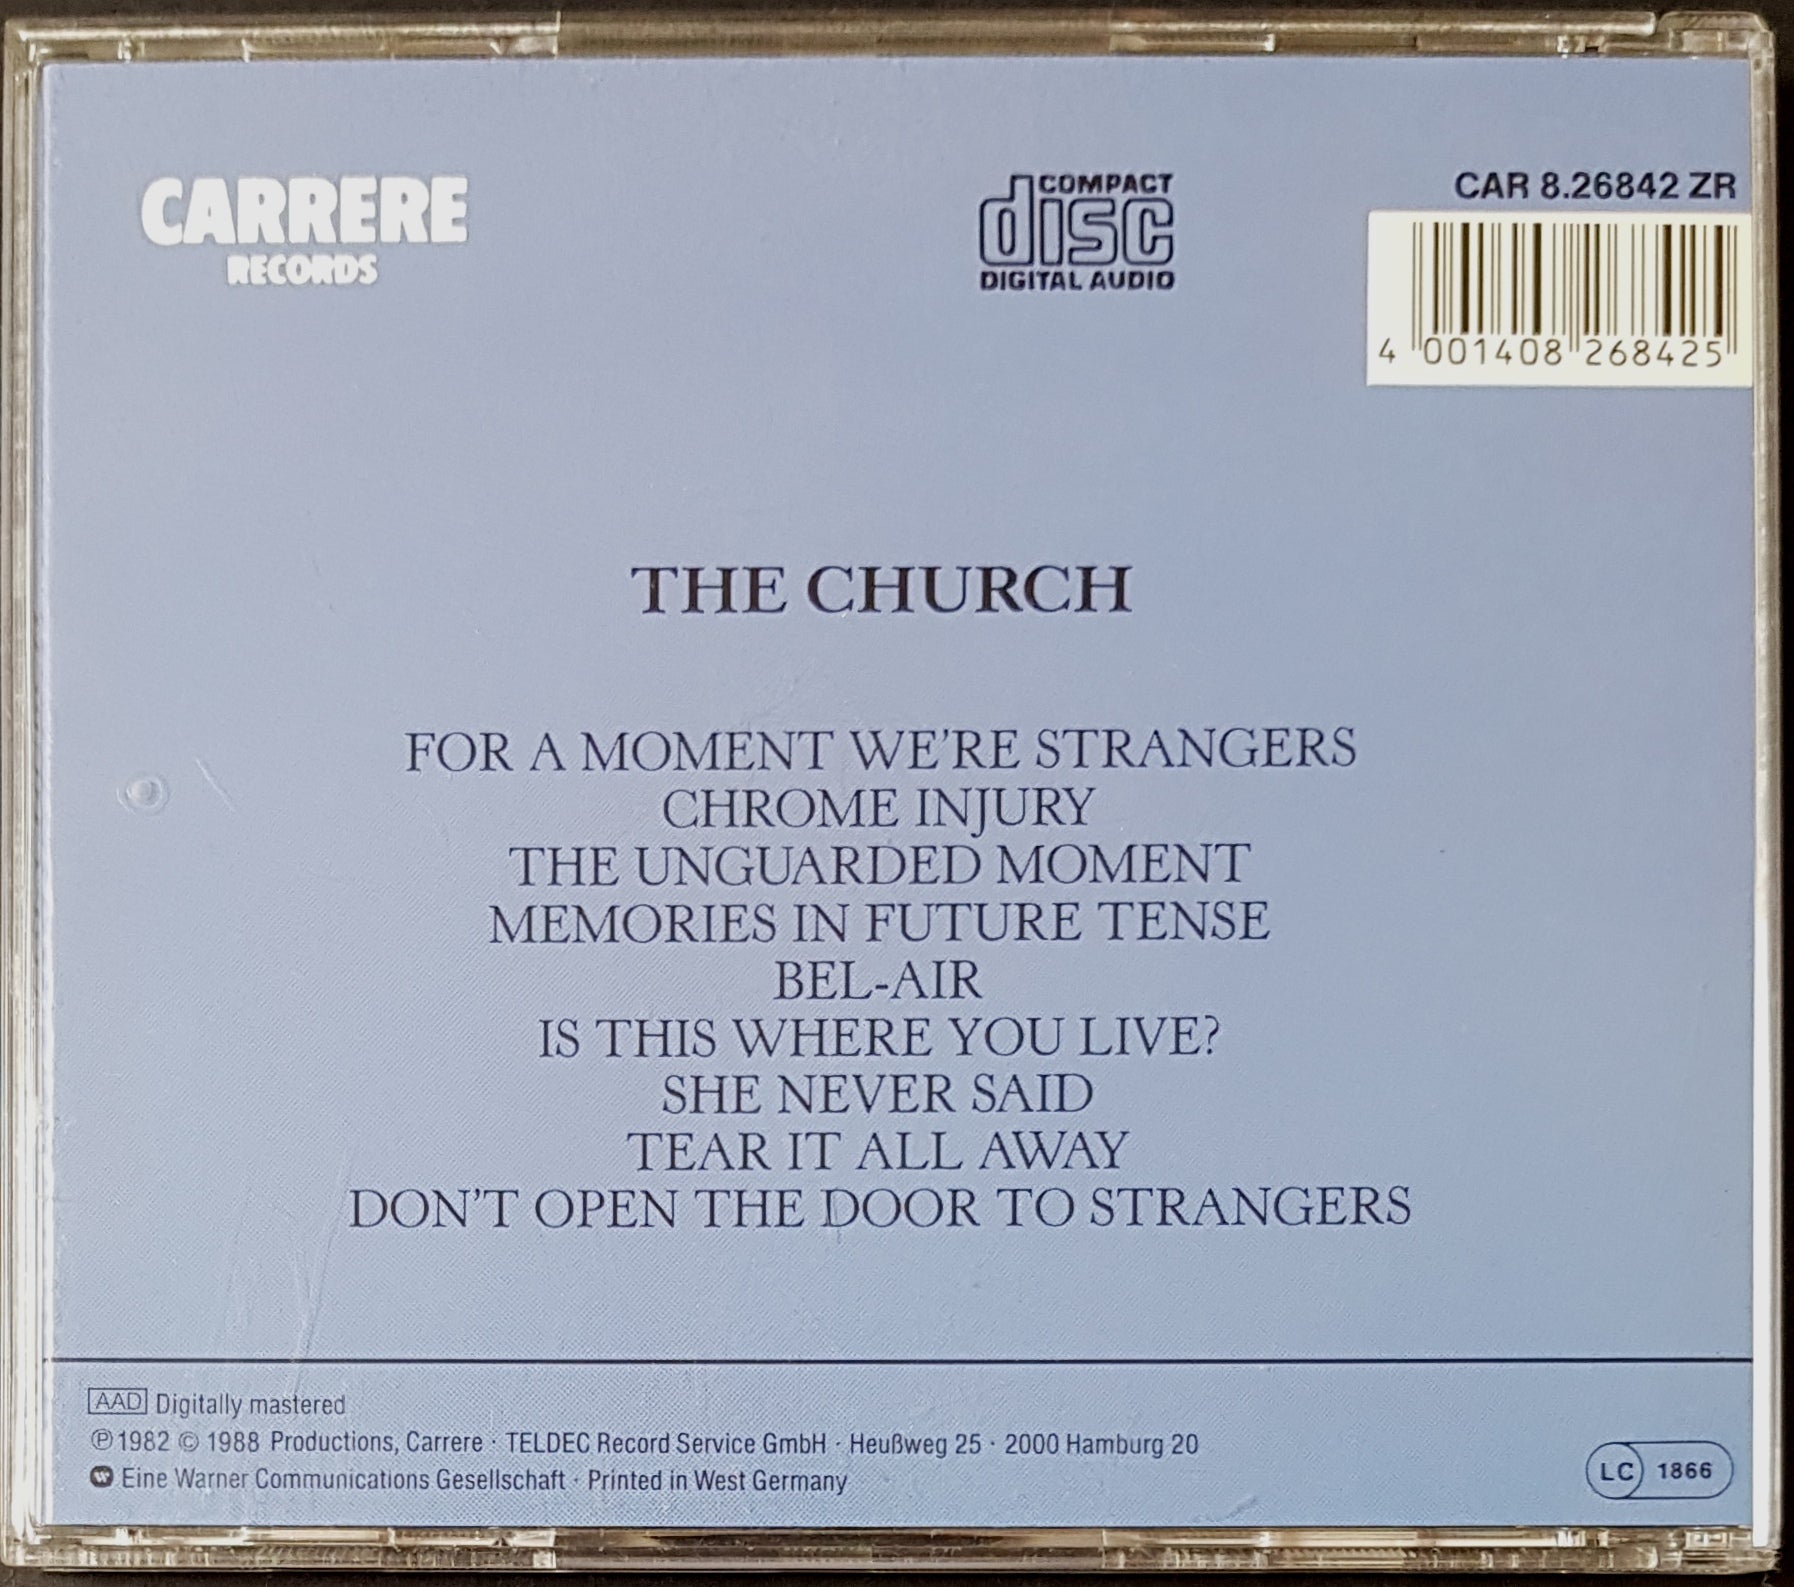 CARRERE
RECORDS
COMPACT
disc
DIGITAL AUDIO
CAR 8.26842 ZR
4 001408 268425
THE CHURCH
FOR A MOMENT WE'RE STRANGERS
CHROME INJURY
THE UNGUARDED MOMENT
MEMORIES IN FUTURE TENSE
BEL-AIR
IS THIS WHERE YOU LIVE?
SHE NEVER SAID
TEAR IT ALL AWAY
DON'T OPEN THE DOOR TO STRANGERS
AAD Digitally mastered
℗ 1982 © 1988 Productions, Carrere · TELDEC Record Service GmbH · Heußweg 25 · 2000 Hamburg 20
W Eine Warner Communications Gesellschaft · Printed in West Germany
LC 1866